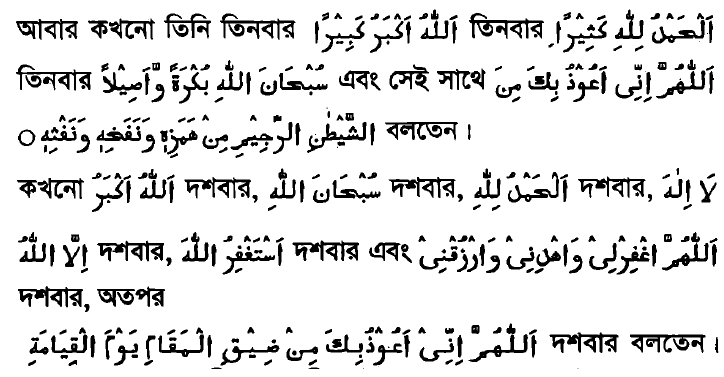 আবার কখনো তিনি তিনবার اَللّٰهُ اَكْبَرُ كَبِيْرًا তিনবার اَلْحَمْدُ لِلّٰهِ كَثِيْرًا
তিনবার سُبْحَانَ اللّٰهِ بُكْرَةً وَّاَصِيْلاً এবং সেই সাথে اَللّٰهُمَّ اِنِّى اَعُوْذُ بِكَ مِنَ
الشَّيْطٰنِ الرَّجِيْمِ مِنْ هَمَزِهٖ وَنَفَخِهٖ وَنَفْثِهٖ ○ বলতেন।
কখনো اَللّٰهُ اَكْبَرُ দশবার, سُبْحَانَ اللّٰهِ দশবার, اَلْحَمْدُ لِلّٰهِ দশবার, لَا اِلٰهَ
اِلَّا اللّٰهُ দশবার, اَسْتَغْفِرُ اللّٰهَ দশবার এবং اَللّٰهُمَّ اغْفِرْلِىْ وَاهْدِنِىْ وَارْزُقْنِىْ
দশবার, অতপর
اَللّٰهُمَّ اِنِّىْ اَعُوْذُبِكَ مِنْ ضِيْقِ الْمَقَامِ يَوْمَ الْقِيَامَةِ দশবার বলতেন।